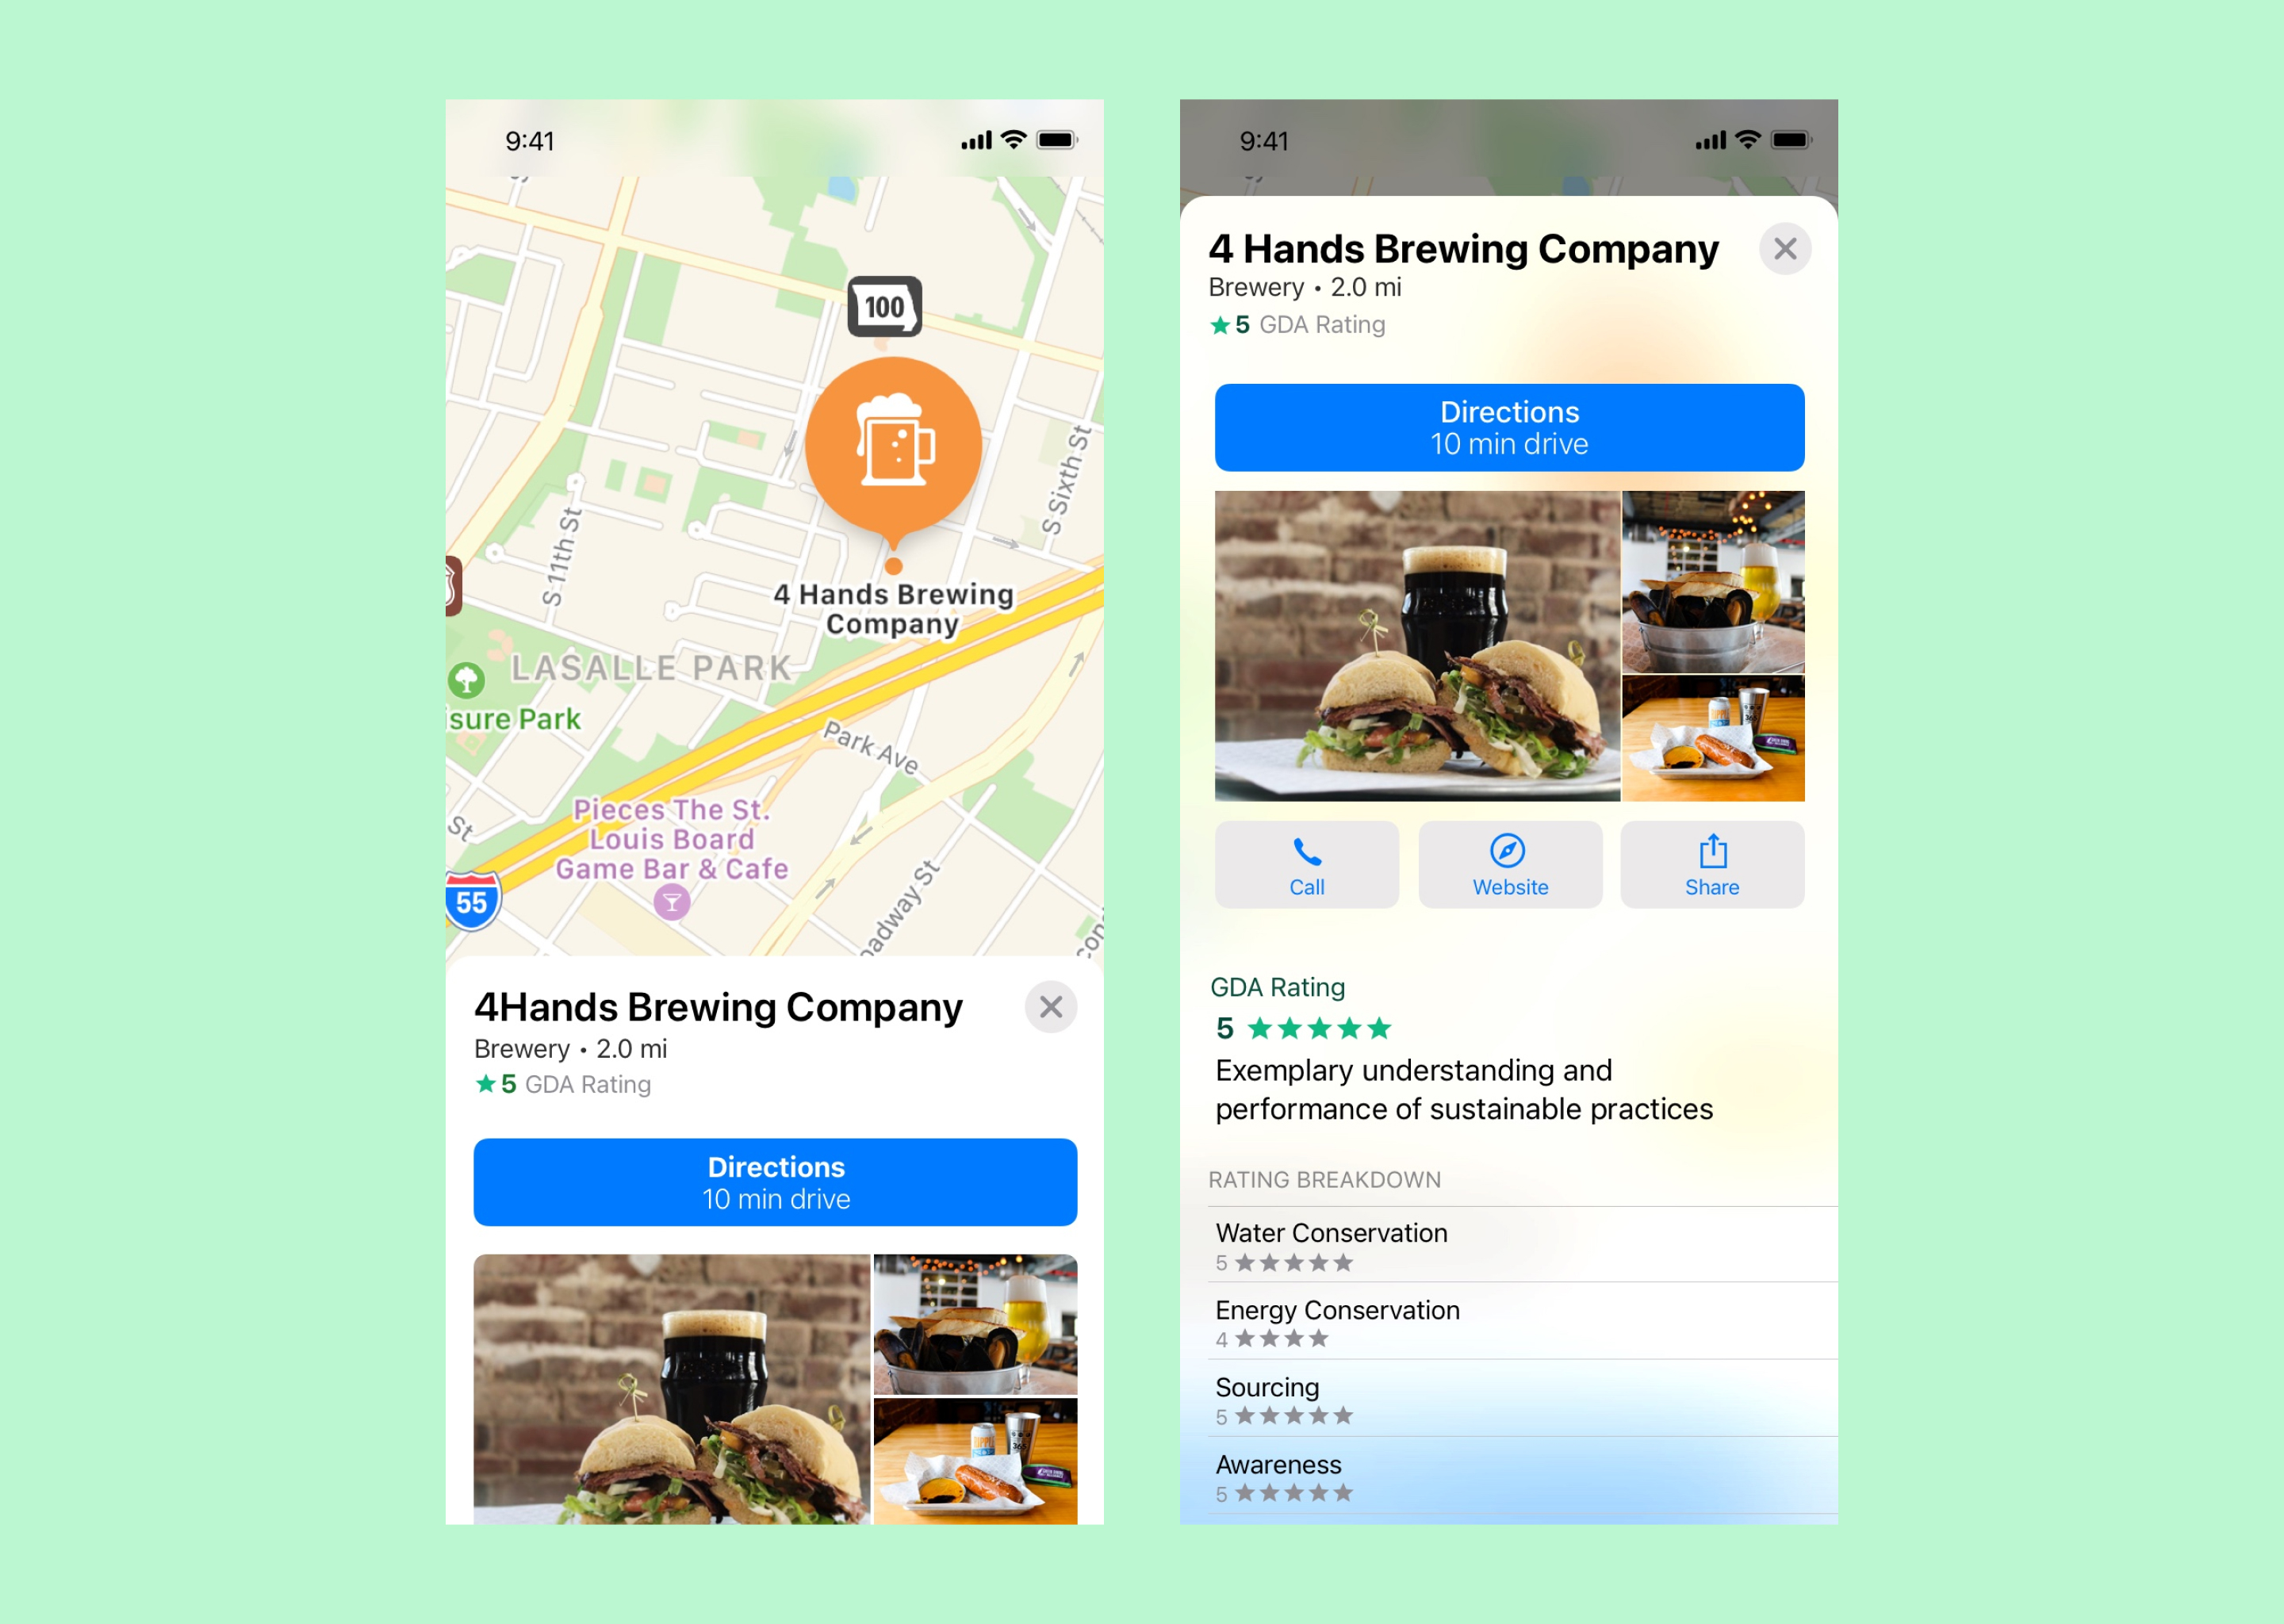 9:41
100
S Sixth St
S 11th St
4 Hands Brewing
Company
LASALLE PARK
isure Park
Park Ave
Pieces The St.
Louis Board
Game Bar & Cafe
St
55
oadway St
4Hands Brewing Company
Brewery • 2.0 mi
★ 5 GDA Rating
Directions
10 min drive
9:41
4 Hands Brewing Company
Brewery • 2.0 mi
★ 5 GDA Rating
Directions
10 min drive
Call
Website
Share
GDA Rating
5 ★★★★★
Exemplary understanding and
performance of sustainable practices
RATING BREAKDOWN
Water Conservation
5 ★★★★★
Energy Conservation
4 ★★★★
Sourcing
5 ★★★★★
Awareness
5 ★★★★★